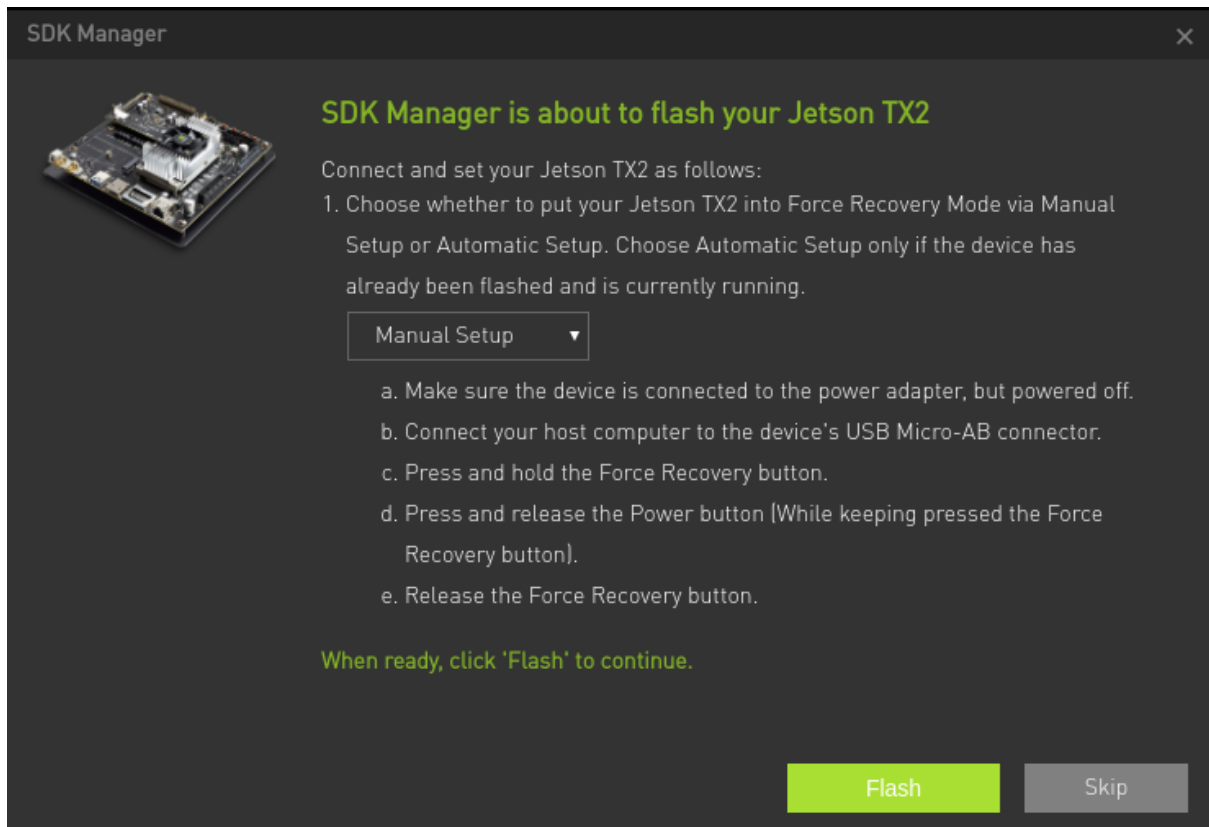 SDK Manager
SDK Manager is about to flash your Jetson TX2
Connect and set your Jetson TX2 as follows:
1. Choose whether to put your Jetson TX2 into Force Recovery Mode via Manual
Setup or Automatic Setup. Choose Automatic Setup only if the device has
already been flashed and is currently running.
Manual Setup
a. Make sure the device is connected to the power adapter, but powered off.
b. Connect your host computer to the device's USB Micro-AB connector.
c. Press and hold the Force Recovery button.
d. Press and release the Power button (While keeping pressed the Force
Recovery button).
e. Release the Force Recovery button.
When ready, click 'Flash' to continue.
Flash
Skip